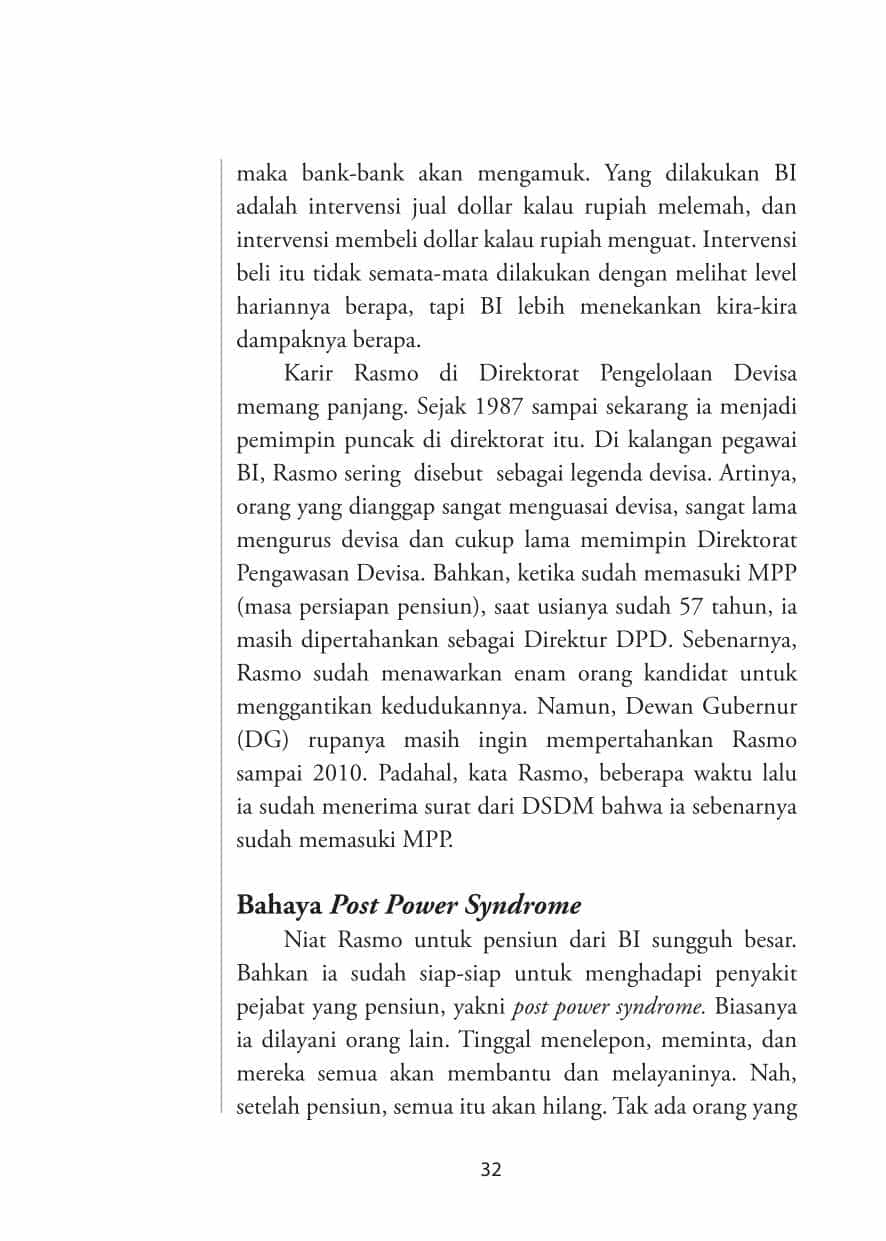 maka bank-bank akan mengamuk. Yang dilakukan BI
adalah intervensi jual dollar kalau rupiah melemah, dan
intervensi membeli dollar kalau rupiah menguat. Intervensi
beli itu tidak semata-mata dilakukan dengan melihat level
hariannya berapa, tapi BI lebih menekankan kira-kira
dampaknya berapa.
Karir Rasmo di Direktorat Pengelolaan Devisa
memang panjang. Sejak 1987 sampai sekarang ia menjadi
pemimpin puncak di direktorat itu. Di kalangan pegawai
BI, Rasmo sering disebut sebagai legenda devisa. Artinya,
orang yang dianggap sangat menguasai devisa, sangat lama
mengurus devisa dan cukup lama memimpin Direktorat
Pengawasan Devisa. Bahkan, ketika sudah memasuki MPP
(masa persiapan pensiun), saat usianya sudah 57 tahun, ia
masih dipertahankan sebagai Direktur DPD. Sebenarnya,
Rasmo sudah menawarkan enam orang kandidat untuk
menggantikan kedudukannya. Namun, Dewan Gubernur
(DG) rupanya masih ingin mempertahankan Rasmo
sampai 2010. Padahal, kata Rasmo, beberapa waktu lalu
ia sudah menerima surat dari DSDM bahwa ia sebenarnya
sudah memasuki MPP.
Bahaya Post Power Syndrome
Niat Rasmo untuk pensiun dari BI sungguh besar.
Bahkan ia sudah siap-siap untuk menghadapi penyakit
pejabat yang pensiun, yakni post power syndrome. Biasanya
ia dilayani orang lain. Tinggal menelepon, meminta, dan
mereka semua akan membantu dan melayaninya. Nah,
setelah pensiun, semua itu akan hilang. Tak ada orang yang
32